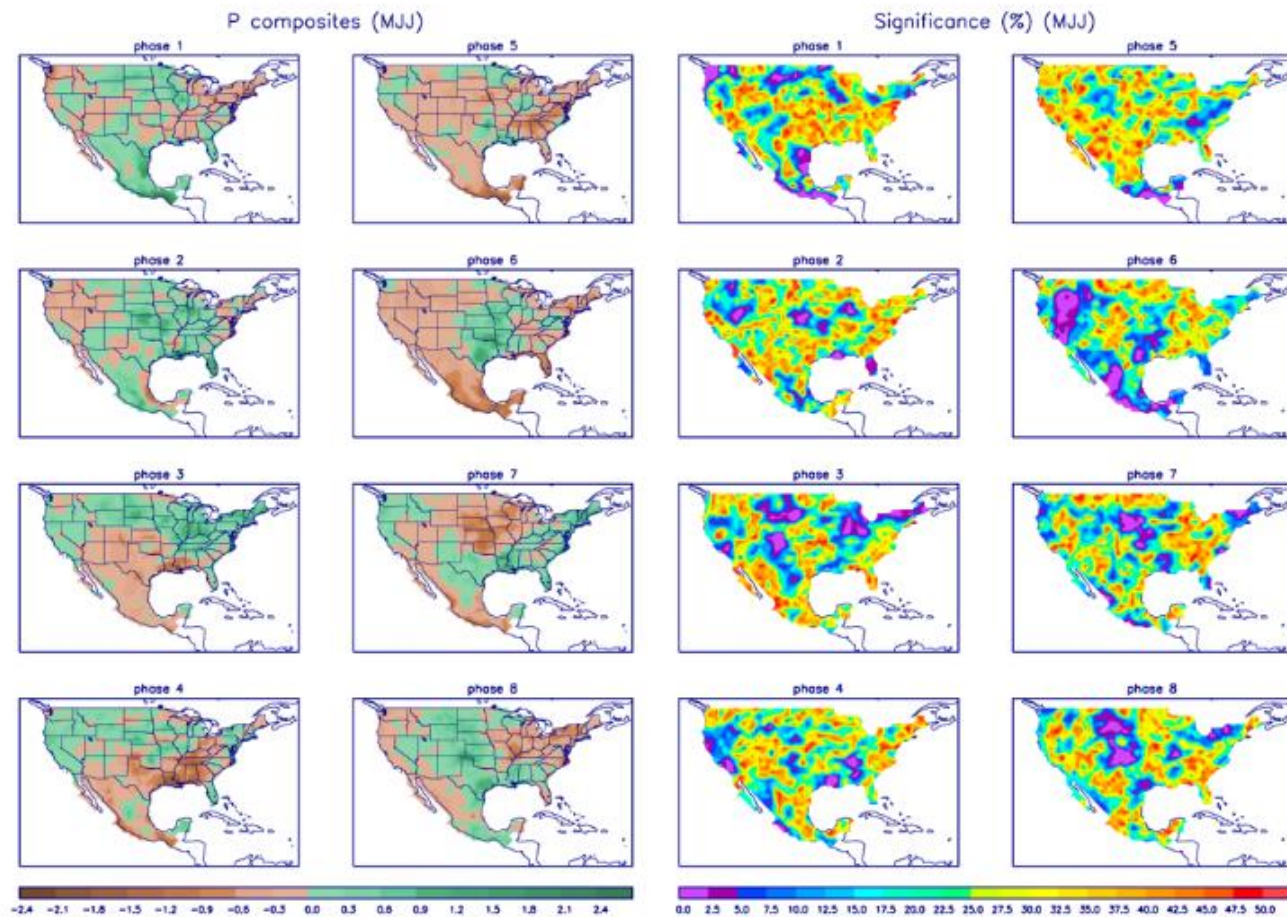 P composites (MJJ)
Significance (%) (MJJ)
phase 1
phase 5
phase 1
phase 5
phase 2
phase 6
phase 2
phase 6
phase 3
phase 7
phase 3
phase 7
phase 4
phase 8
phase 4
phase 8
-2.4 -2.1 -1.8 -1.5 -1.2 -0.9 -0.6 -0.3 0.0 0.3 0.6 0.9 1.2 1.5 1.8 2.1 2.4
0.0 2.5 5.0 7.5 10.0 12.5 15.0 17.5 20.0 22.5 25.0 27.5 30.0 32.5 35.0 37.5 40.0 42.5 45.0 47.5 50.0